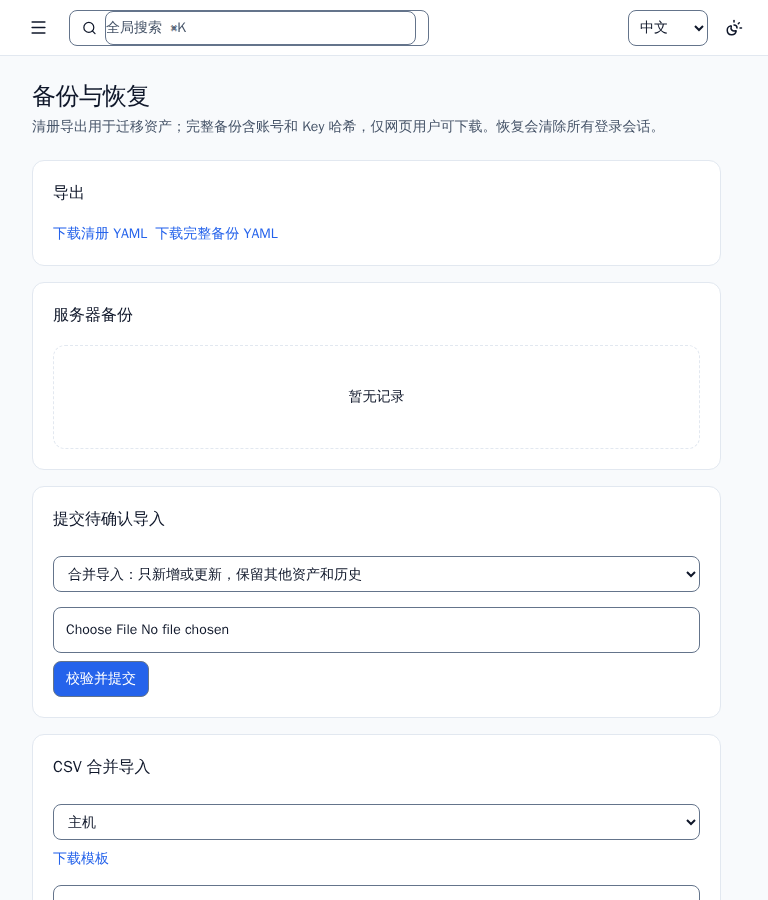 全局搜索 ⌘K
中文
备份与恢复
清册导出用于迁移资产；完整备份含账号和 Key 哈希，仅网页用户可下载。恢复会清除所有登录会话。
导出
下载清册 YAML 下载完整备份 YAML
服务器备份
暂无记录
提交待确认导入
合并导入：只新增或更新，保留其他资产和历史
Choose File No file chosen
校验并提交
CSV 合并导入
主机
下载模板